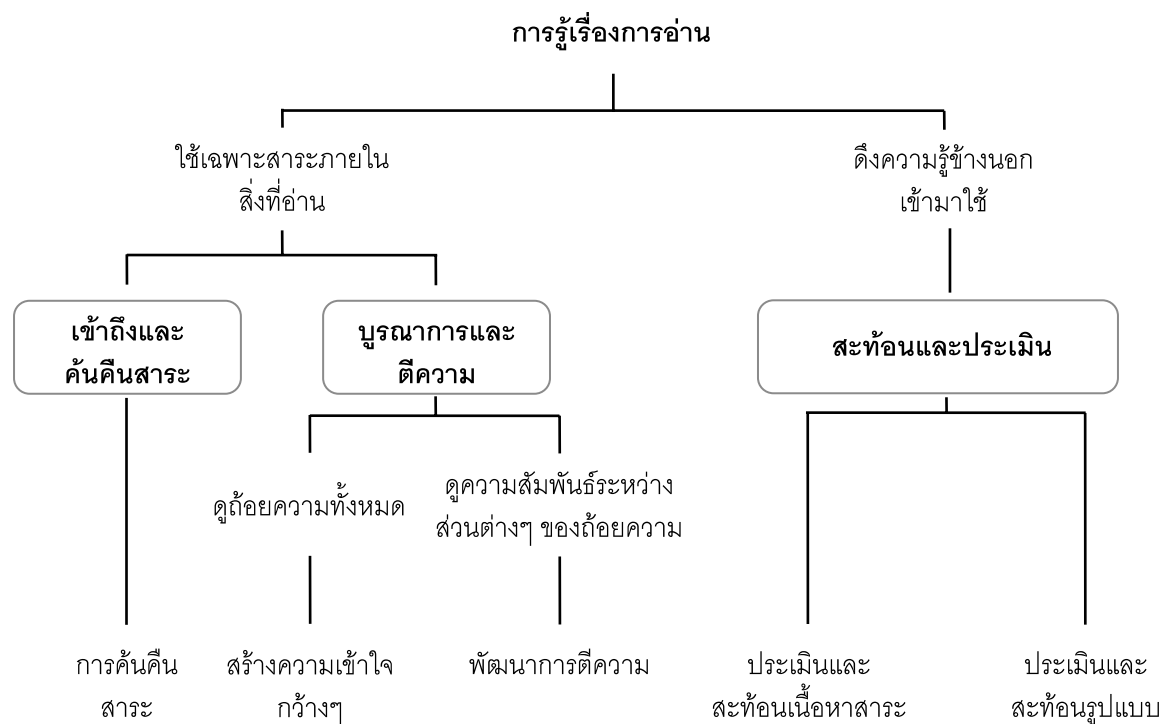 การรู้เรื่องการอ่าน
ใช้เฉพาะสาระภายใน
สิ่งที่อ่าน
ดึงความรู้ข้างนอก
เข้ามาใช้
เข้าถึงและ
ค้นคืนสาระ
บูรณาการและ
ตีความ
สะท้อนและประเมิน
ดูถ้อยความทั้งหมด
ดูความสัมพันธ์ระหว่าง
ส่วนต่างๆ ของถ้อยความ
การค้นคืน
สาระ
สร้างความเข้าใจ
กว้างๆ
พัฒนาการตีความ
ประเมินและ
สะท้อนเนื้อหาสาระ
ประเมินและ
สะท้อนรูปแบบ